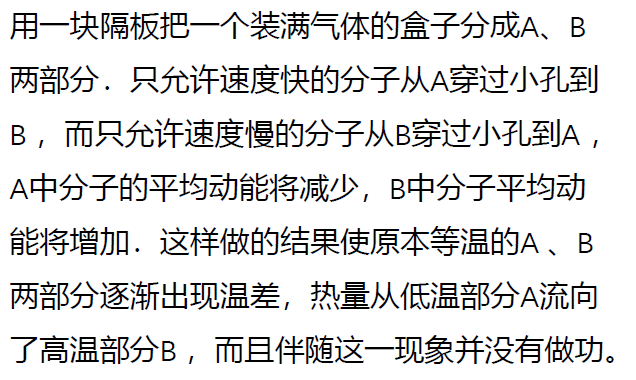 用一块隔板把一个装满气体的盒子分成A、B
两部分．只允许速度快的分子从A穿过小孔到
B，而只允许速度慢的分子从B穿过小孔到A，
A中分子的平均动能将减少，B中分子平均动
能将增加．这样做的结果使原本等温的A 、B
两部分逐渐出现温差，热量从低温部分A流向
了高温部分B ，而且伴随这一现象并没有做功。